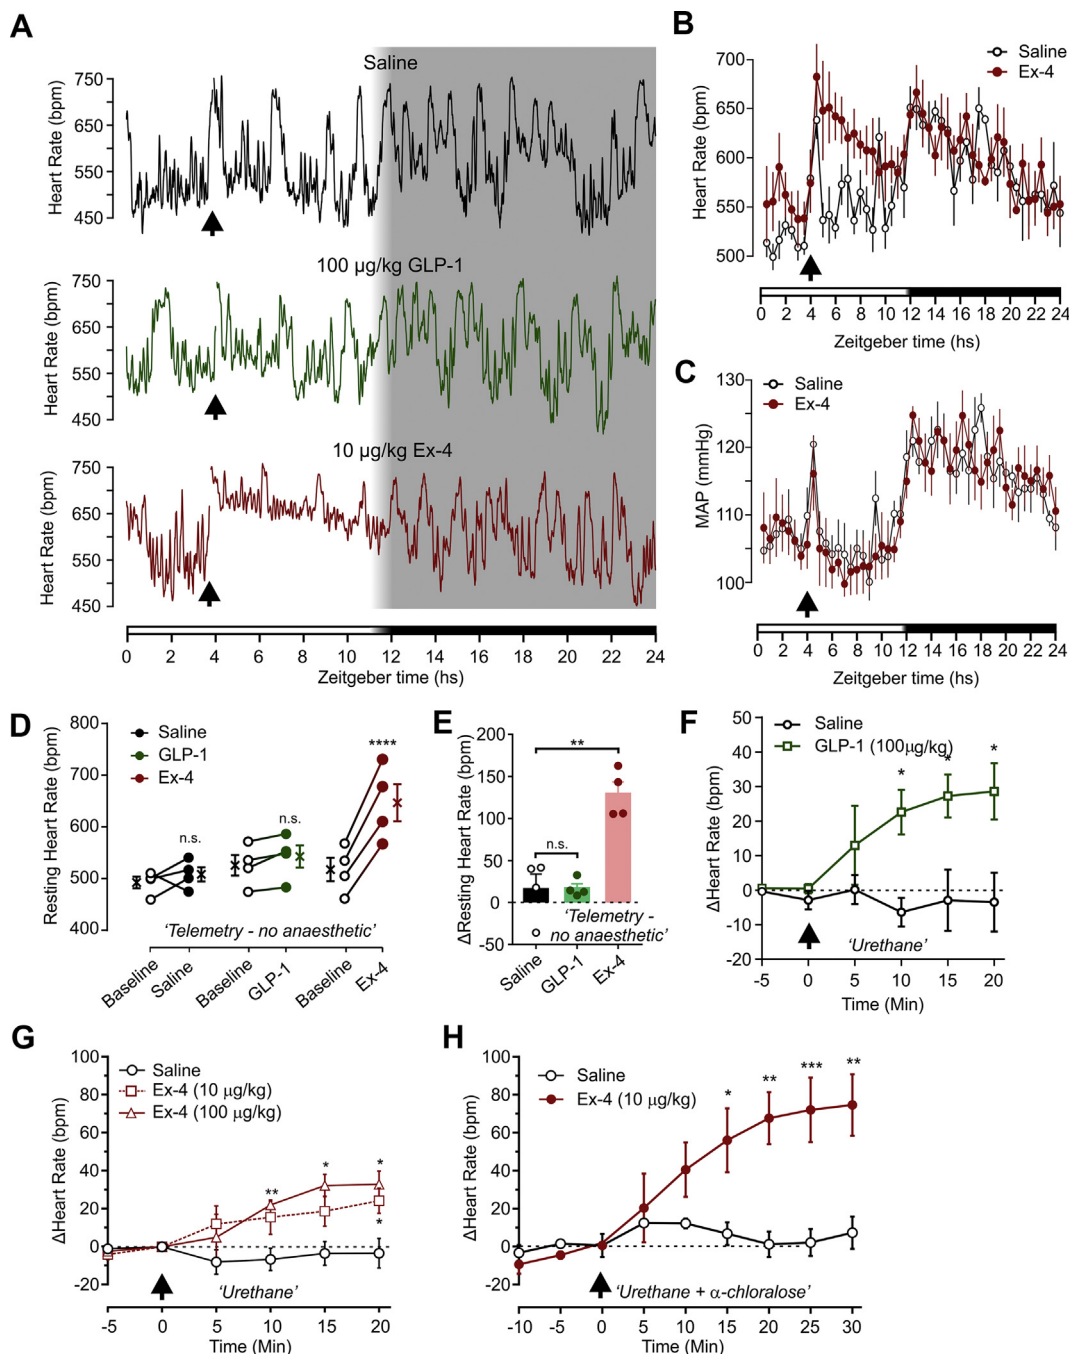 A
Saline
Heart Rate (bpm)
750
650
550
450
100 µg/kg GLP-1
Heart Rate (bpm)
750
650
550
450
10 µg/kg Ex-4
Heart Rate (bpm)
750
650
550
450
0 2 4 6 8 10 12 14 16 18 20 22 24
Zeitgeber time (hs)
B
Saline
Ex-4
Heart Rate (bpm)
700
650
600
550
500
0 2 4 6 8 10 12 14 16 18 20 22 24
Zeitgeber time (hs)
C
Saline
Ex-4
MAP (mmHg)
130
120
110
100
0 2 4 6 8 10 12 14 16 18 20 22 24
Zeitgeber time (hs)
D
Saline
GLP-1
Ex-4
Resting Heart Rate (bpm)
800
700
600
500
400
n.s.
n.s.
****
‘Telemetry - no anaesthetic’
Baseline Saline Baseline GLP-1 Baseline Ex-4
E
ΔResting Heart Rate (bpm)
200
150
100
50
0
-50
**
n.s.
‘Telemetry -
no anaesthetic’
Saline GLP-1 Ex-4
F
Saline
GLP-1 (100µg/kg)
ΔHeart Rate (bpm)
50
40
30
20
10
0
-10
-20
* * *
‘Urethane’
-5 0 5 10 15 20
Time (Min)
G
Saline
Ex-4 (10 µg/kg)
Ex-4 (100 µg/kg)
ΔHeart Rate (bpm)
100
80
60
40
20
0
-20
** * *
*
‘Urethane’
-5 0 5 10 15 20
Time (Min)
H
Saline
Ex-4 (10 µg/kg)
ΔHeart Rate (bpm)
100
80
60
40
20
0
-20
* ** *** **
‘Urethane + α-chloralose’
-10 -5 0 5 10 15 20 25 30
Time (Min)